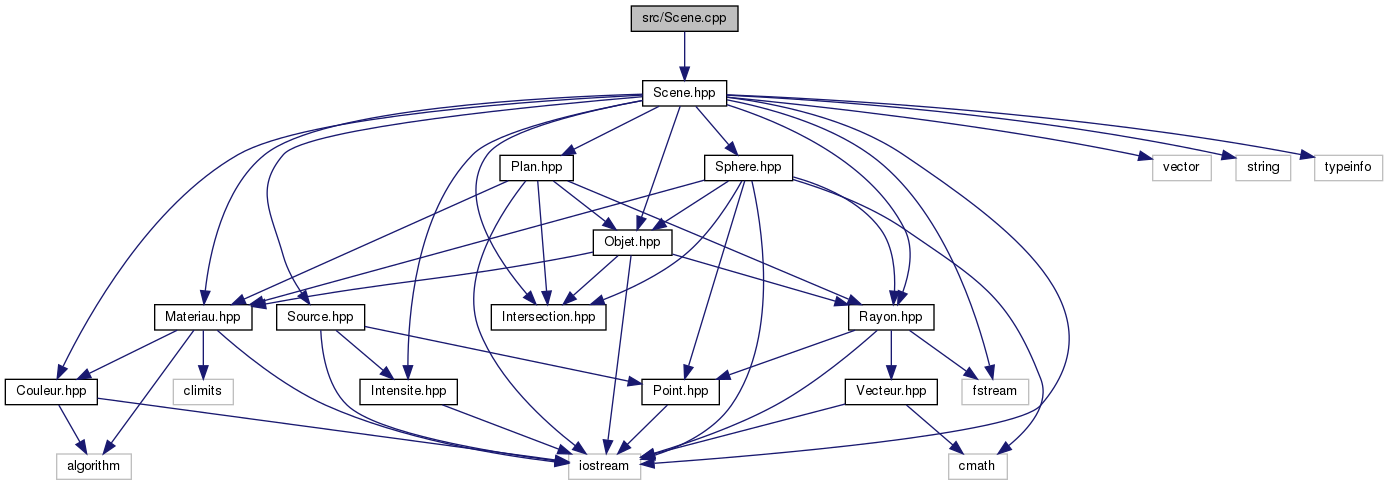 src/Scene.cpp
Scene.hpp
Plan.hpp
Sphere.hpp
vector
string
typeinfo
Objet.hpp
Materiau.hpp
Source.hpp
Intersection.hpp
Rayon.hpp
Couleur.hpp
climits
Intensite.hpp
Point.hpp
Vecteur.hpp
fstream
algorithm
iostream
cmath